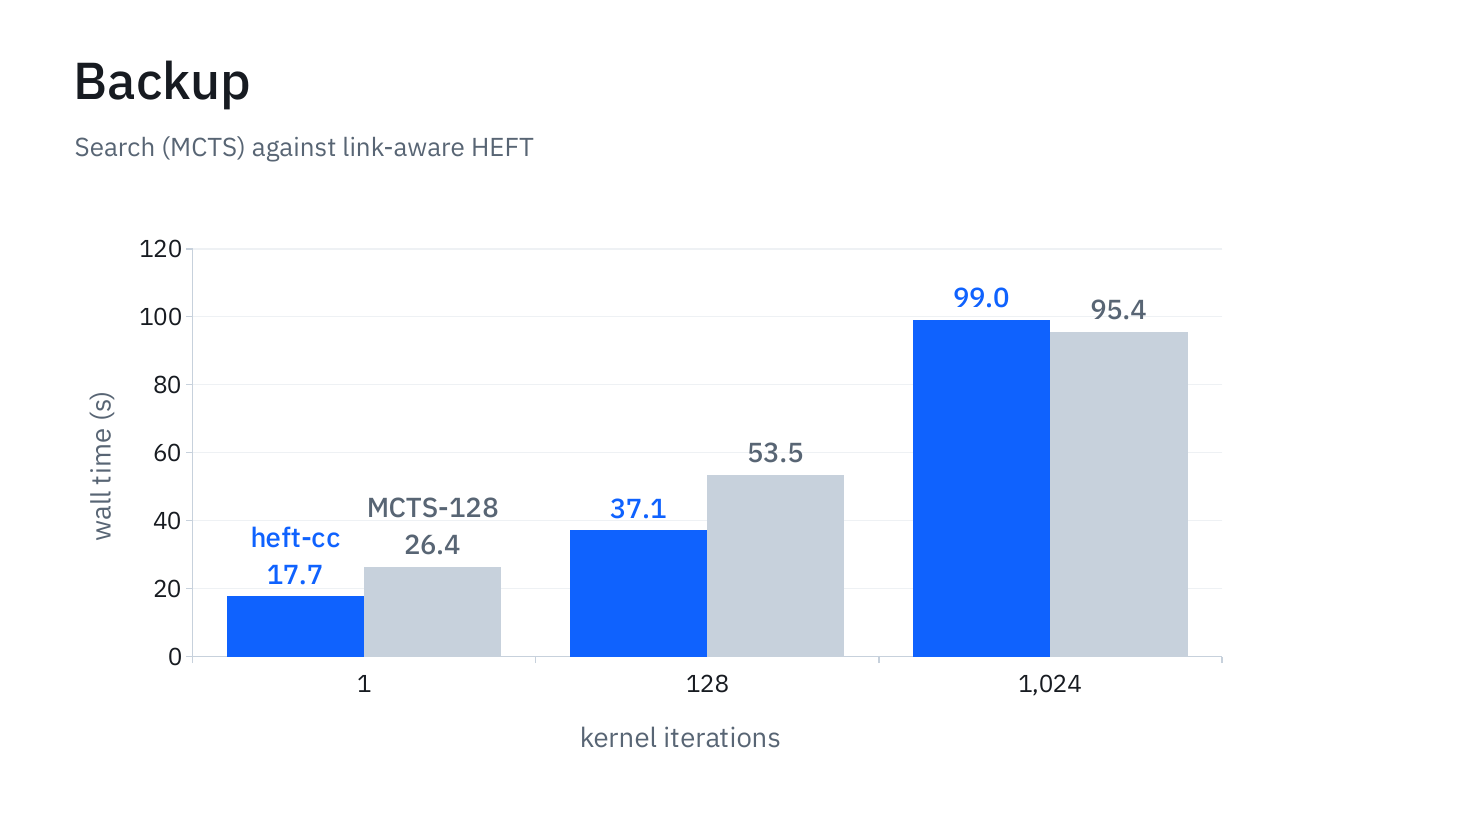 Backup
Search (MCTS) against link-aware HEFT
120
100
80
60
40
20
0
wall time (s)
heft-cc
17.7
MCTS-128
26.4
37.1
53.5
99.0
95.4
1
128
1,024
kernel iterations